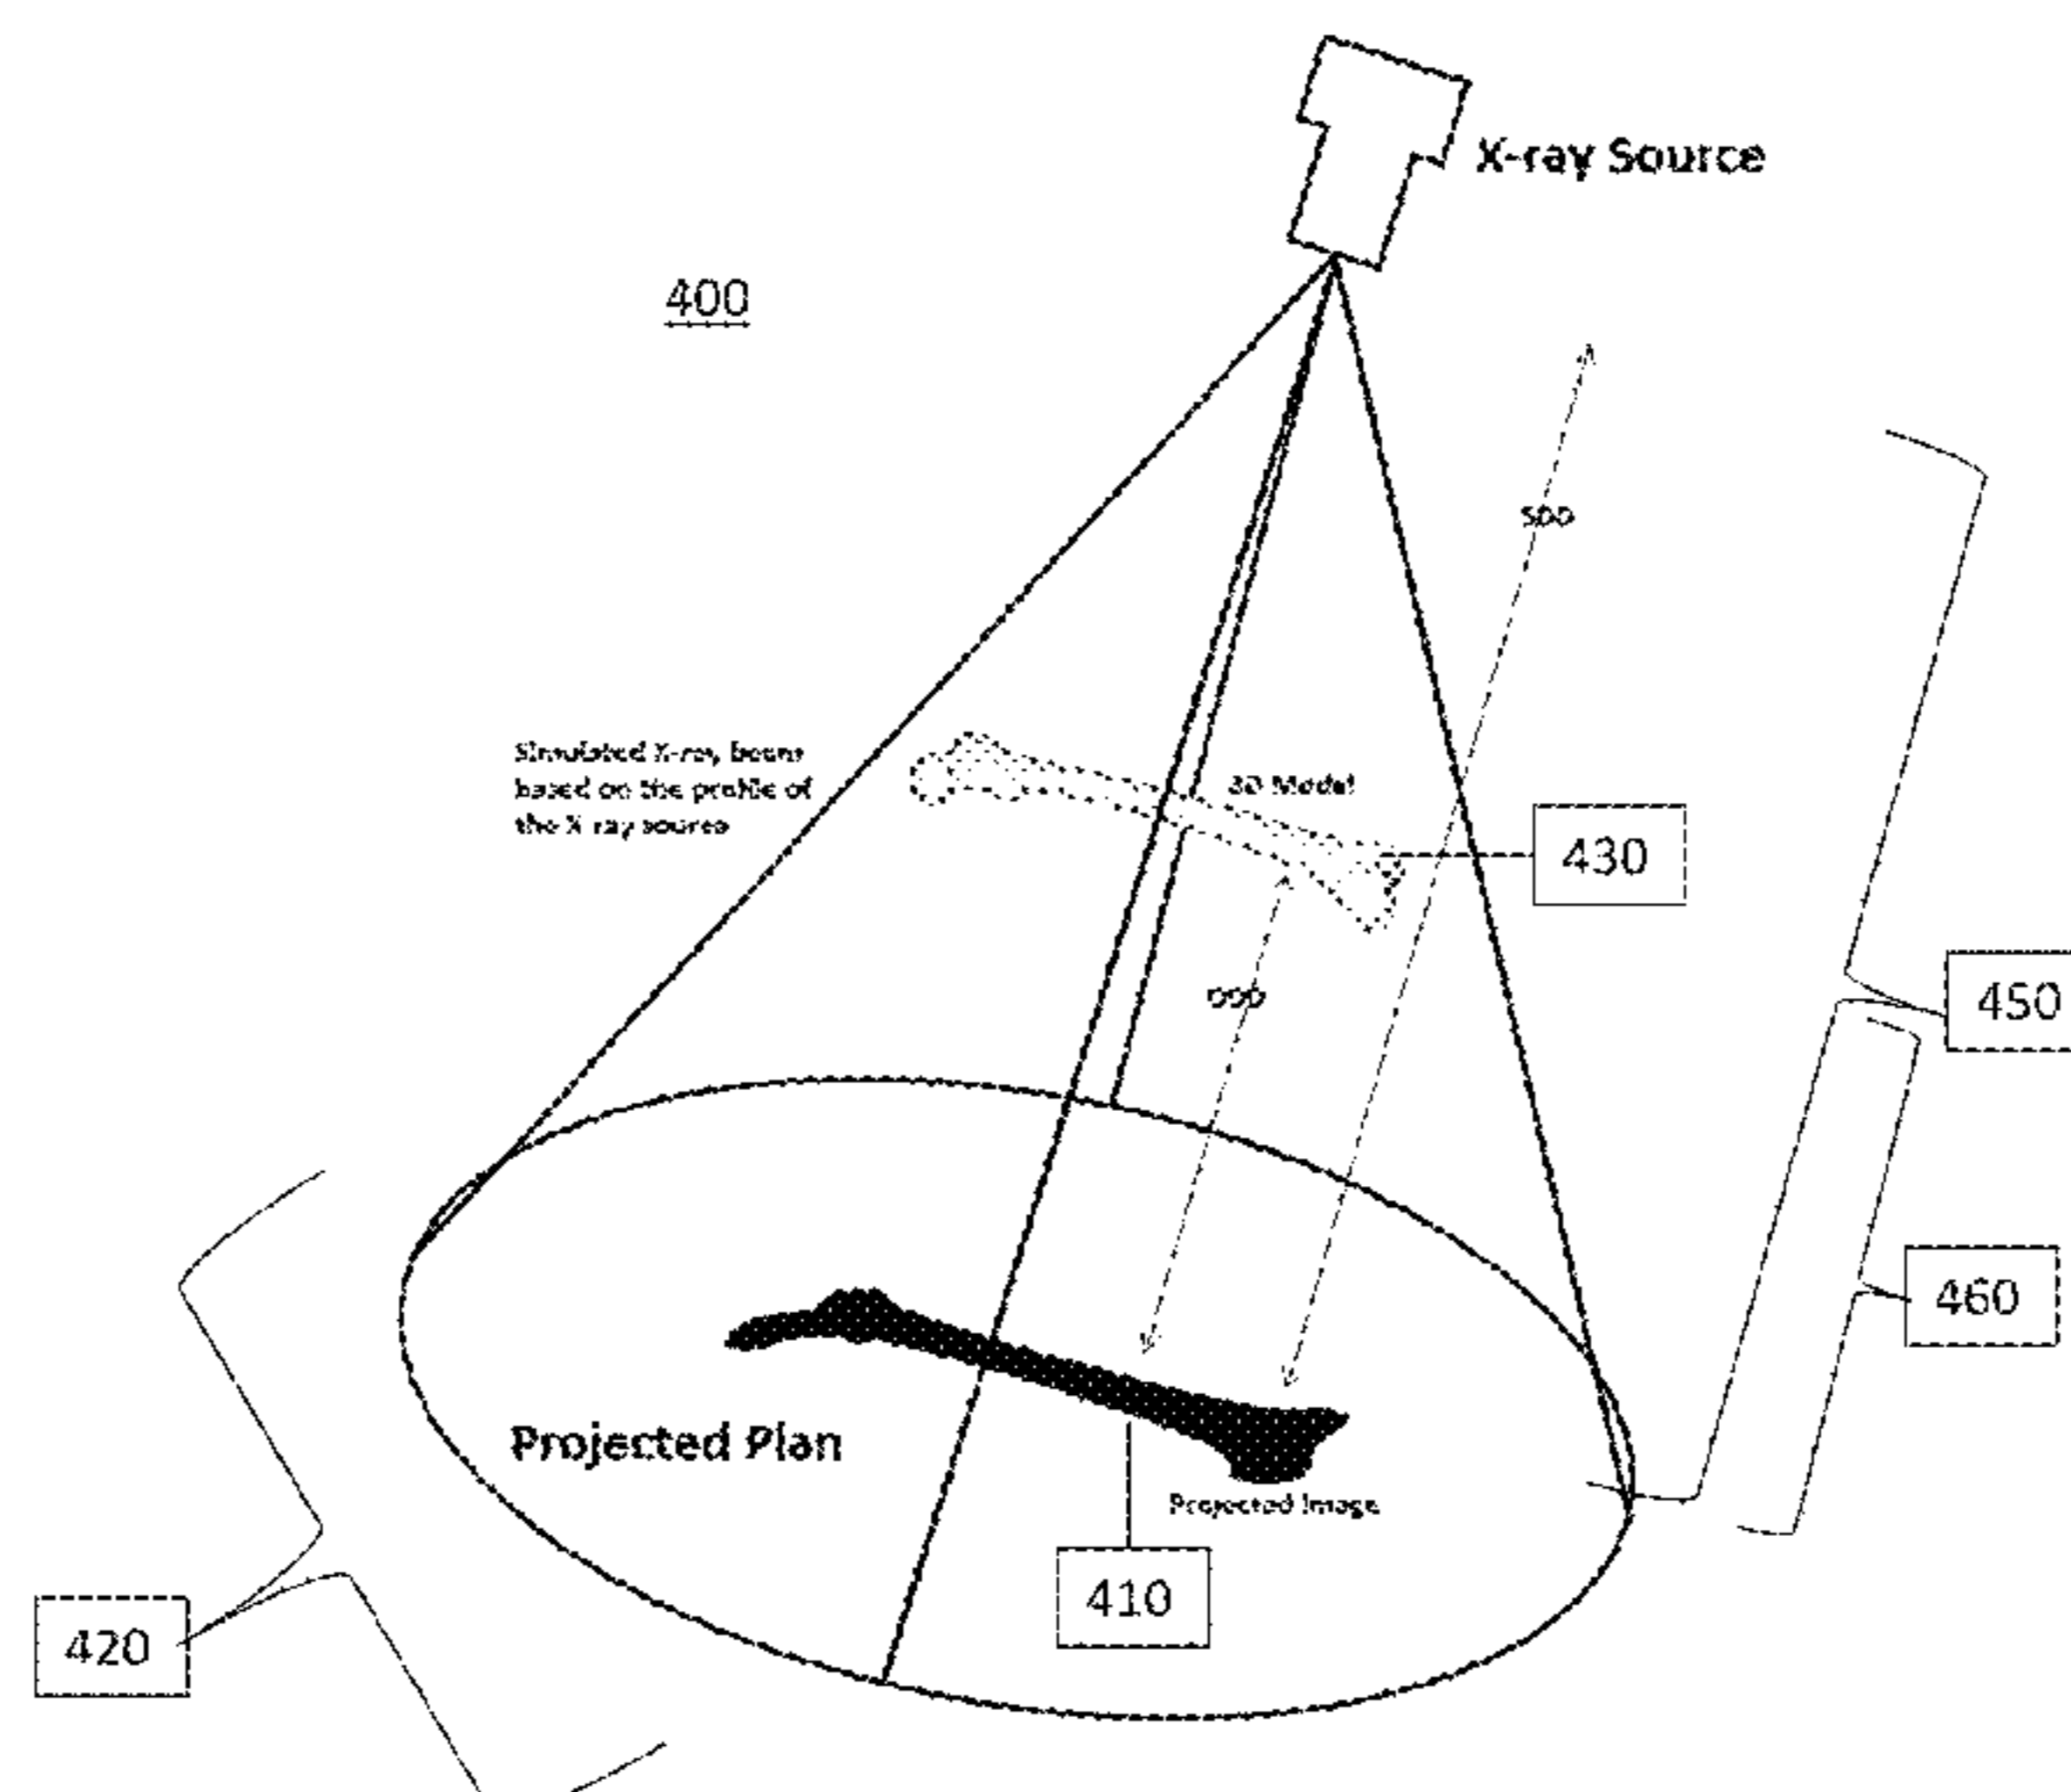 X-ray Source
400
SDD
Simulated X-ray beam
based on the profile of
the X ray source
3D Model
430
450
460
Projected Plan
Projected Image
410
420